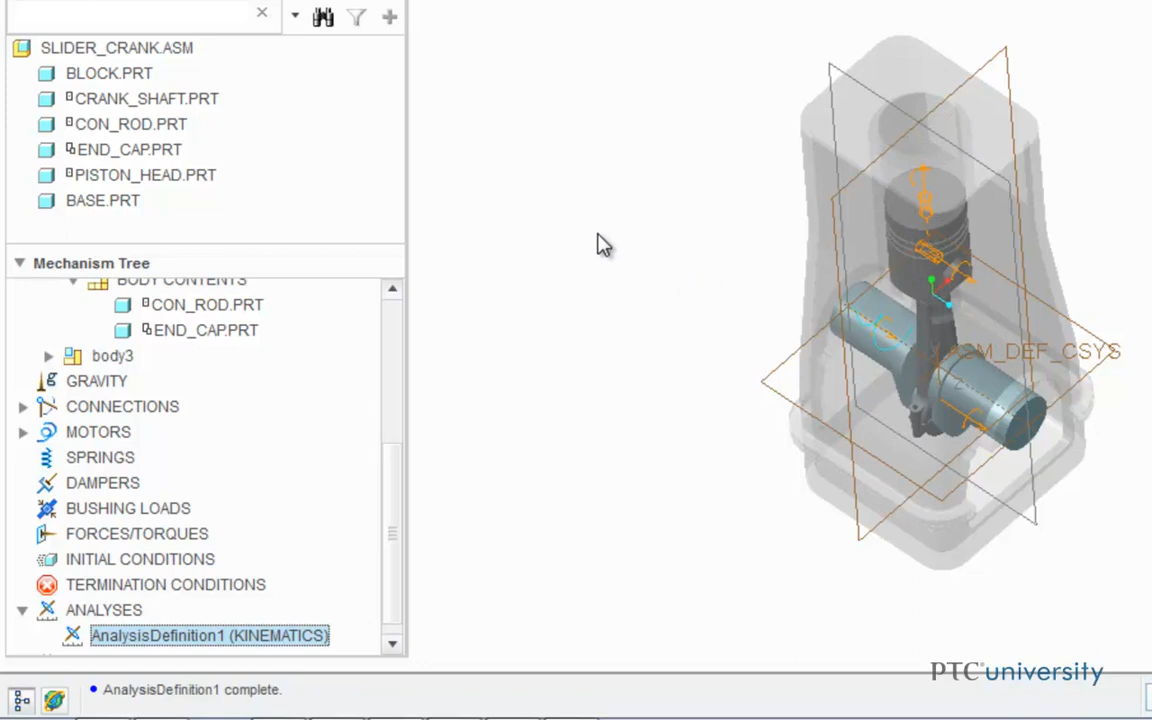 SLIDER_CRANK.ASM
BLOCK.PRT
CRANK_SHAFT.PRT
CON_ROD.PRT
END_CAP.PRT
PISTON_HEAD.PRT
BASE.PRT
Mechanism Tree
BODY CONTENTS
CON_ROD.PRT
END_CAP.PRT
body3
GRAVITY
CONNECTIONS
MOTORS
SPRINGS
DAMPERS
BUSHING LOADS
FORCES/TORQUES
INITIAL CONDITIONS
TERMINATION CONDITIONS
ANALYSES
AnalysisDefinition1 (KINEMATICS)
ASM_DEF_CSYS
PTC university
AnalysisDefinition1 complete.